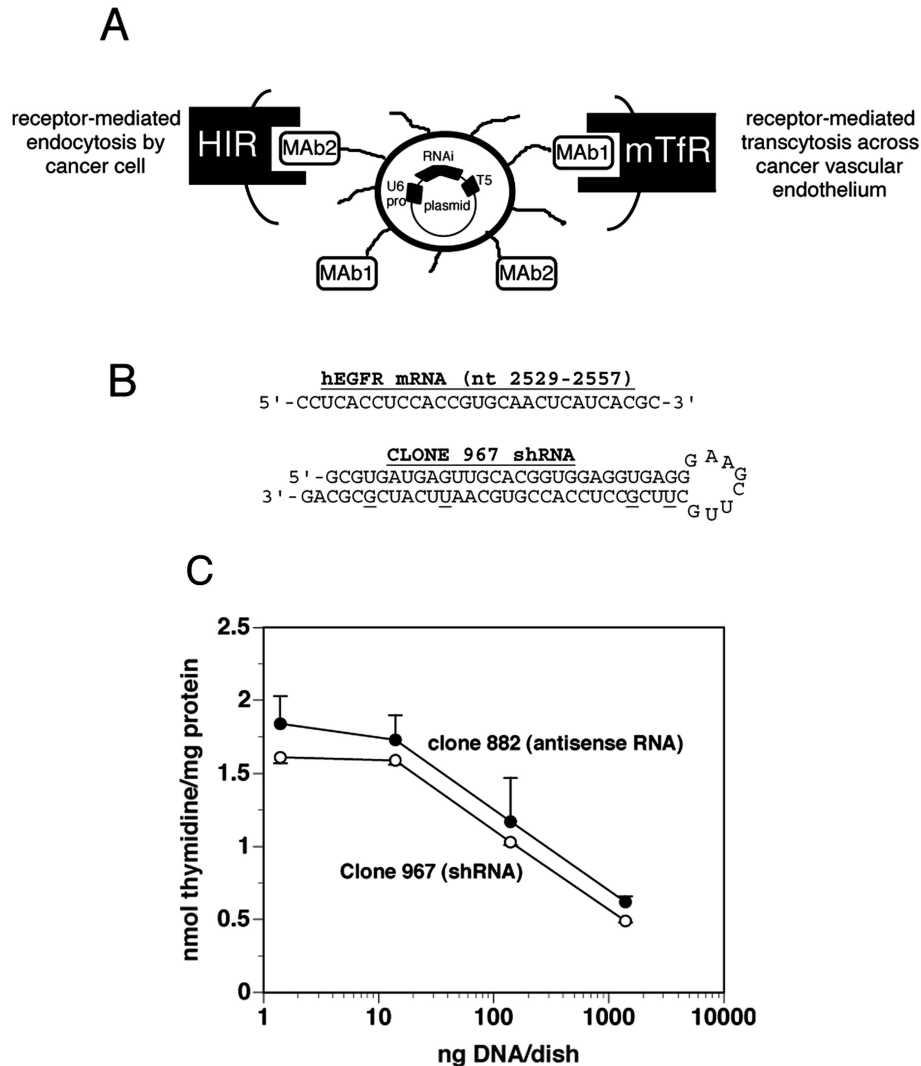 A
receptor-mediated
endocytosis by
cancer cell
HIR
MAb2
RNAi
U6
pro
T5
plasmid
MAb1
mTfR
receptor-mediated
transcytosis across
cancer vascular
endothelium
MAb1
MAb2
B
hEGFR mRNA (nt 2529-2557)
5'-CCUCACCUCCACCGUGCAACUCAUCACGC-3'
CLONE 967 shRNA
5'-GCGUGAUGAGUUGCACGGUGGAGGUGAGG
GAAGCUUG
3'-GACGCGCUACUUAACGUGCCACCUCCGCUUC
C
2.5
2
1.5
1
0.5
0
nmol thymidine/mg protein
clone 882 (antisense RNA)
Clone 967 (shRNA)
1 10 100 1000 10000
ng DNA/dish